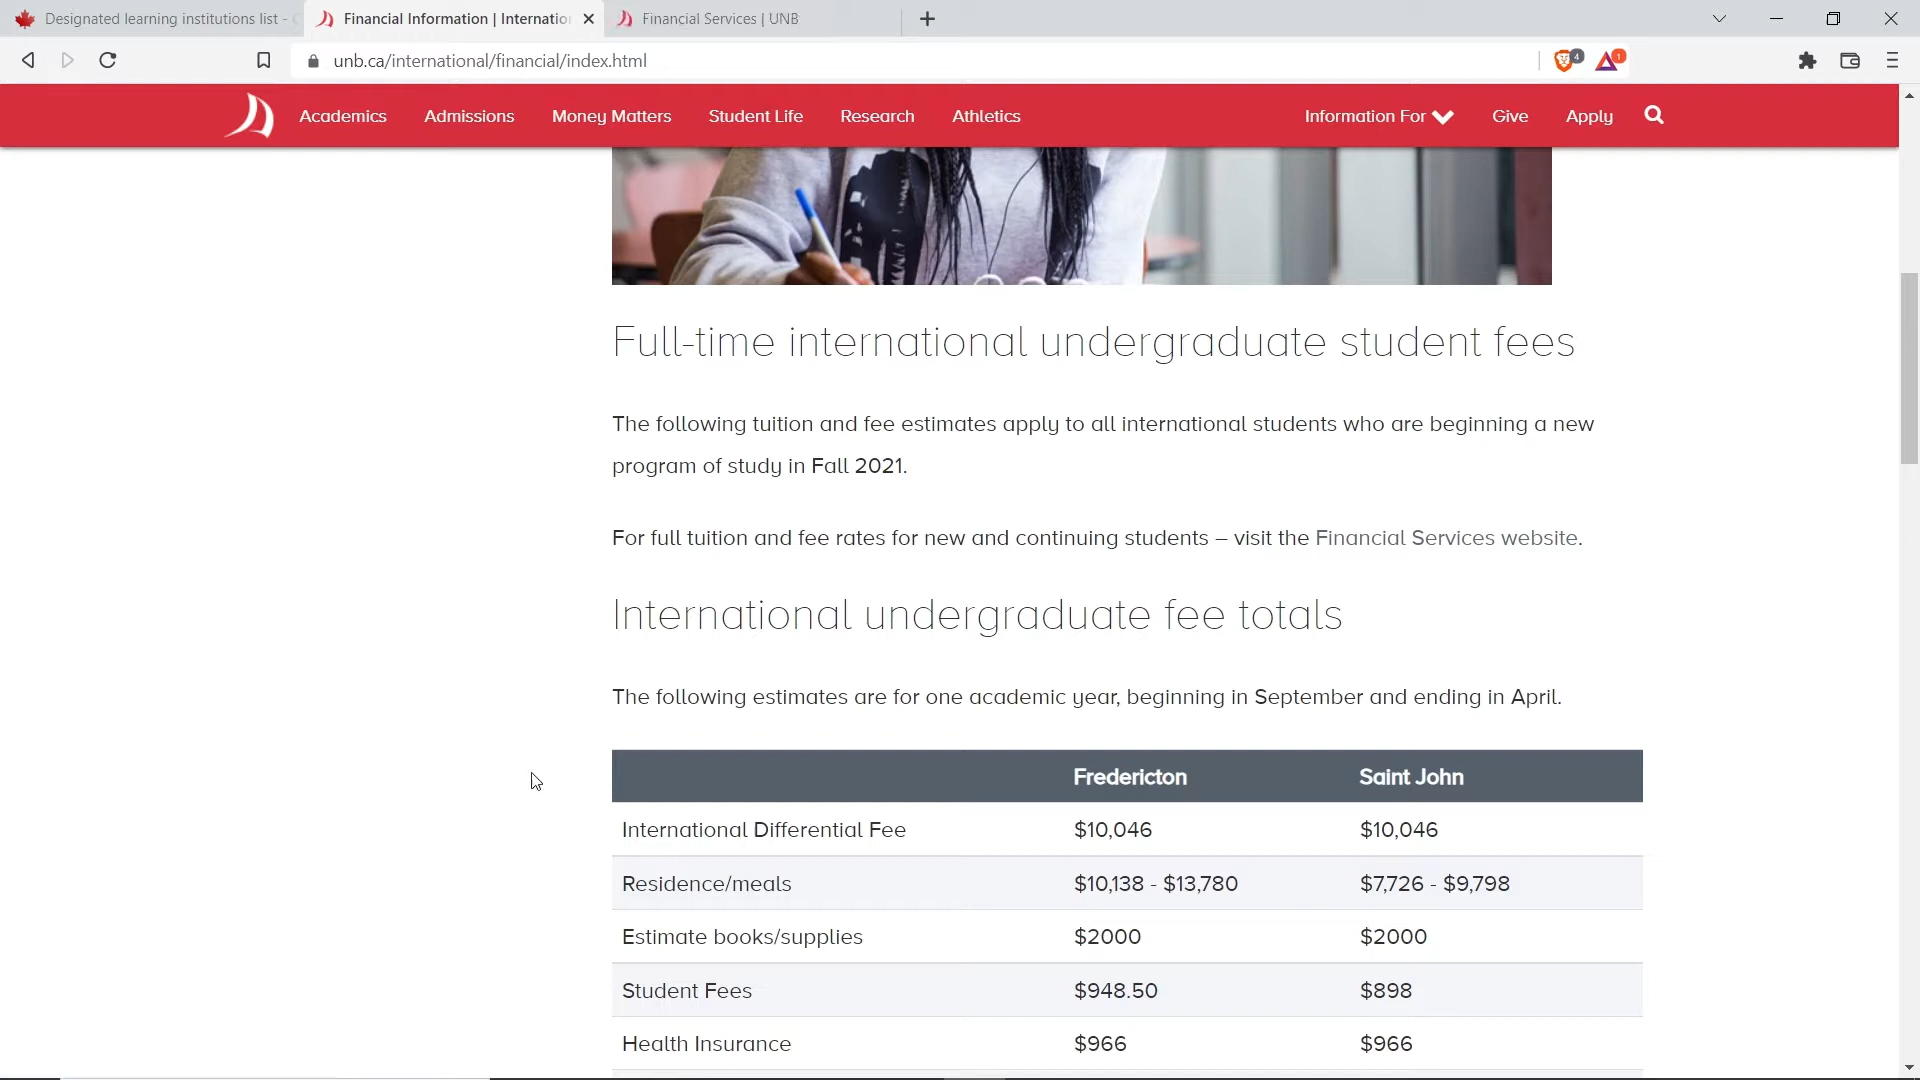 Designated learning institutions list -
Financial Information | Internatio
Financial Services | UNB
unb.ca/international/financial/index.html
4
1
Academics
Admissions
Money Matters
Student Life
Research
Athletics
Information For
Give
Apply
Full-time international undergraduate student fees
The following tuition and fee estimates apply to all international students who are beginning a new
program of study in Fall 2021.
For full tuition and fee rates for new and continuing students – visit the Financial Services website.
International undergraduate fee totals
The following estimates are for one academic year, beginning in September and ending in April.
Fredericton Saint John
International Differential Fee $10,046 $10,046
Residence/meals $10,138 - $13,780 $7,726 - $9,798
Estimate books/supplies $2000 $2000
Student Fees $948.50 $898
Health Insurance $966 $966